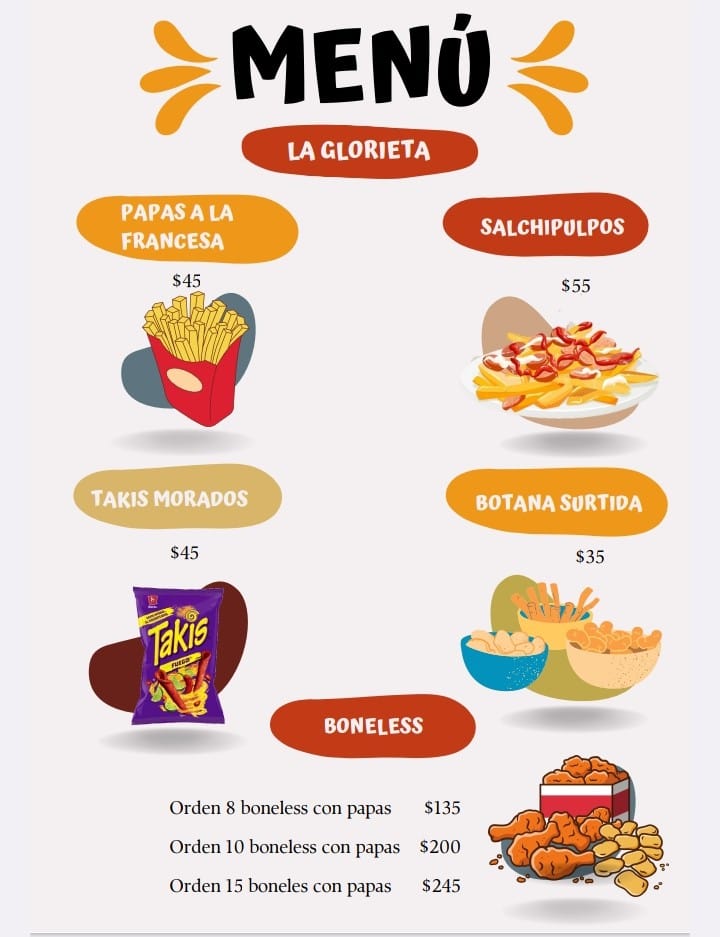 MENÚ
LA GLORIETA
PAPAS A LA
FRANCESA
$45
SALCHIPULPOS
$55
TAKIS MORADOS
$45
Takis
FUEGO
BOTANA SURTIDA
$35
BONELESS
Orden 8 boneless con papas $135
Orden 10 boneless con papas $200
Orden 15 boneles con papas $245